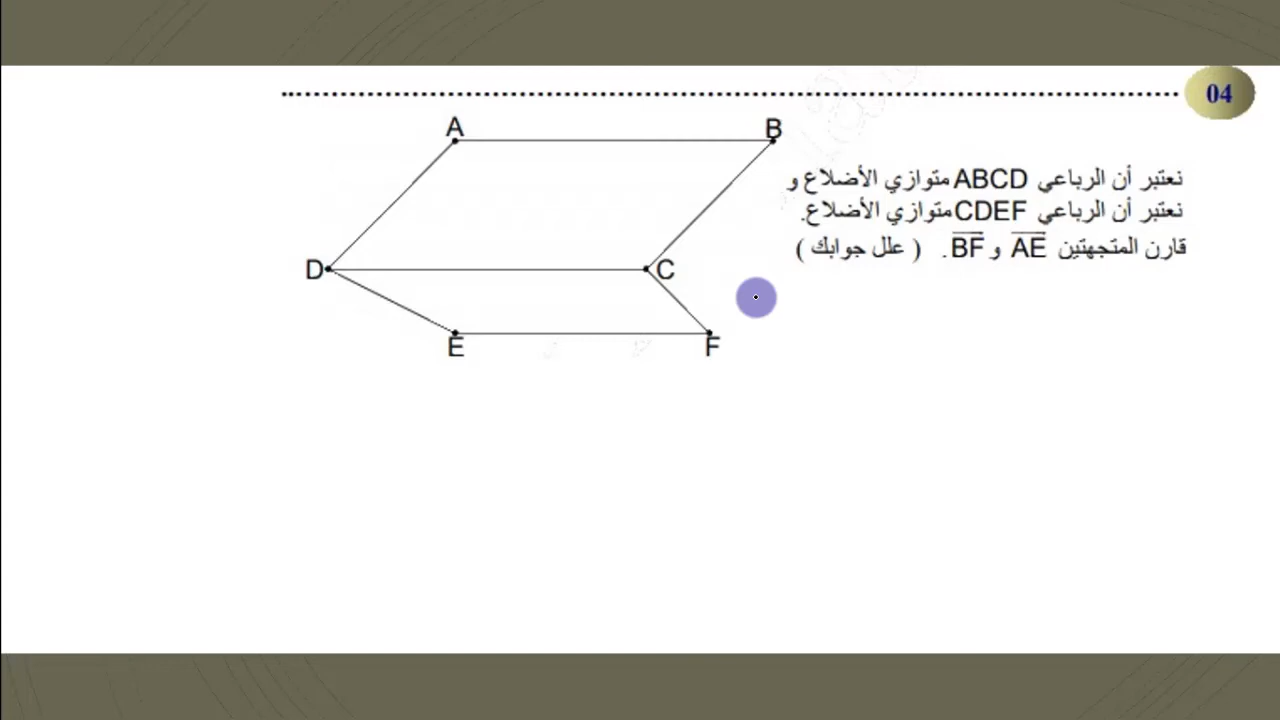 04
A
B
نعتبر أن الرباعي ABCD متوازي الأضلاع و
نعتبر أن الرباعي CDEF متوازي الأضلاع.
قارن المتجهتين AE و BF. ( علل جوابك )
D
C
E
F